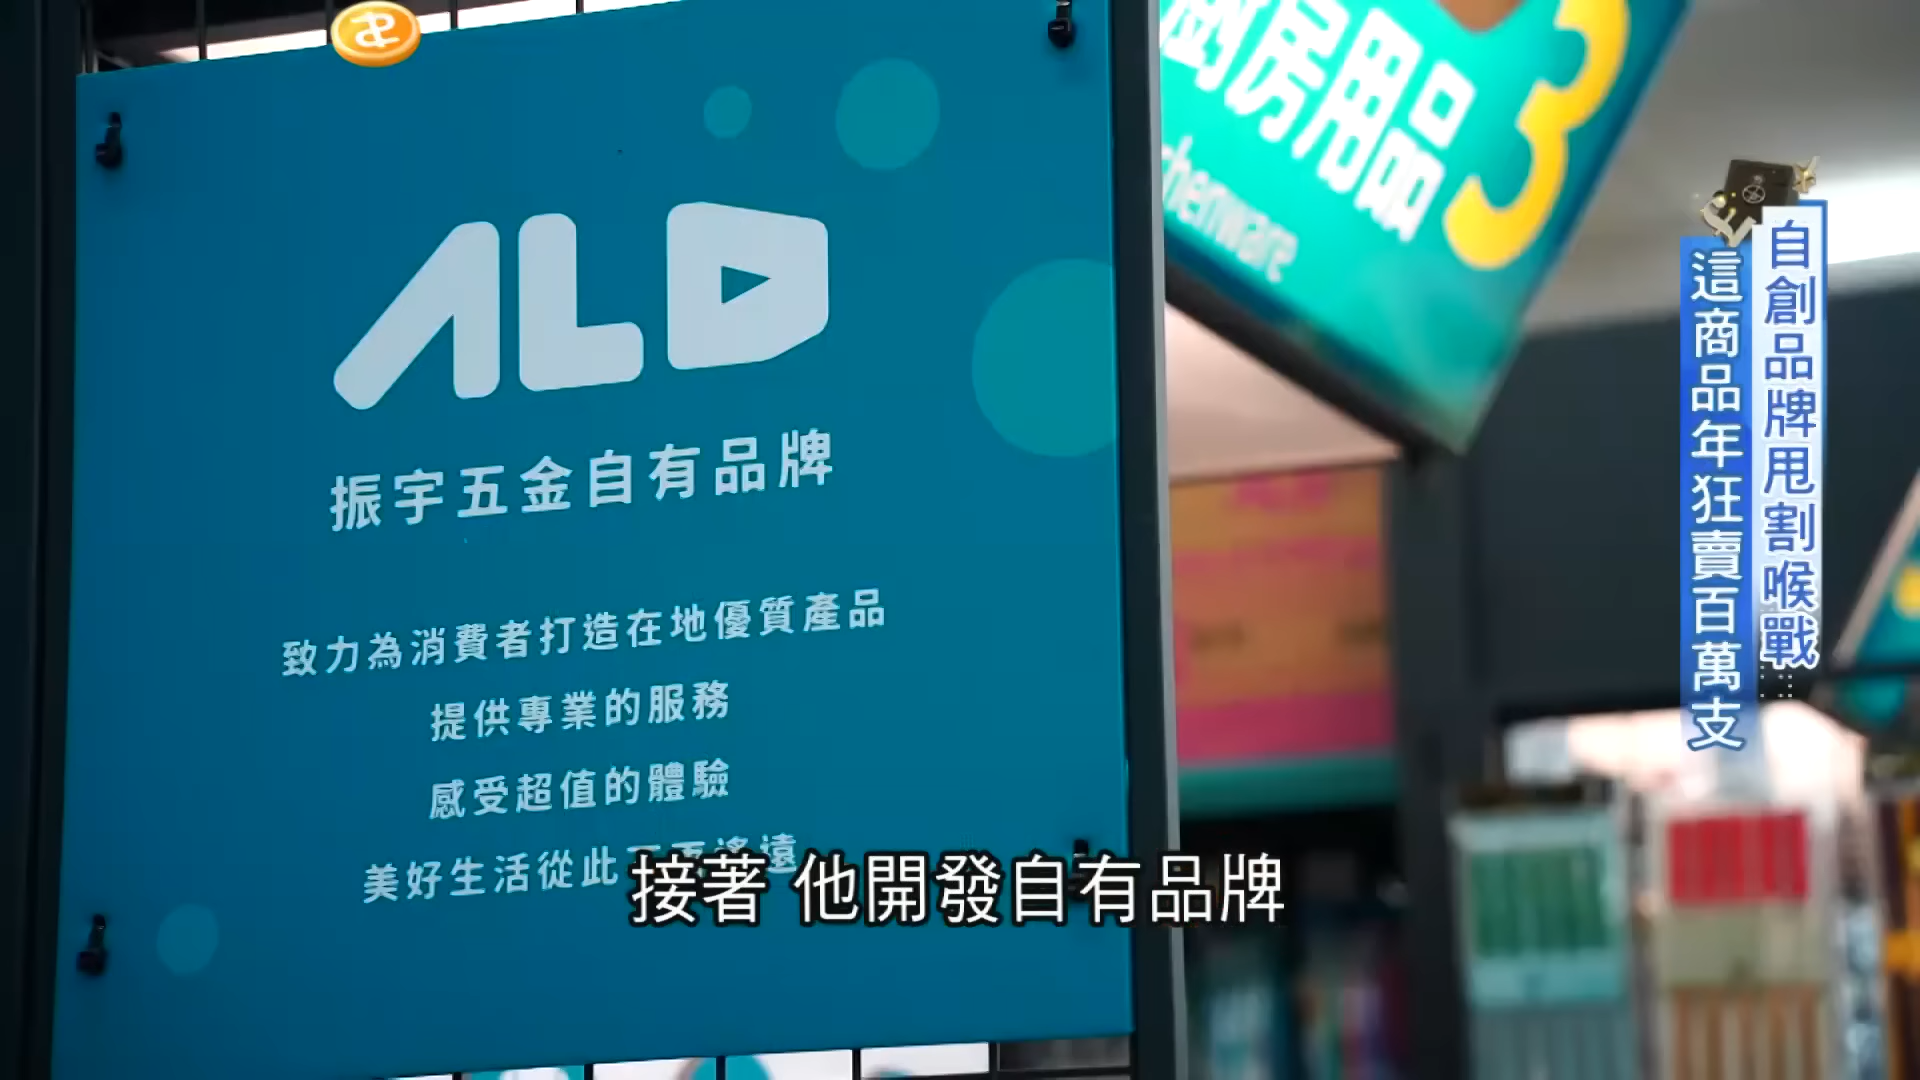 ALD
振宇五金自有品牌
致力為消費者打造在地優質產品
提供專業的服務
感受超值的體驗
美好生活從此
遙遠
廚房用品
chenware
3
自創品牌甩割喉戰
這商品年狂賣百萬支
接著 他開發自有品牌